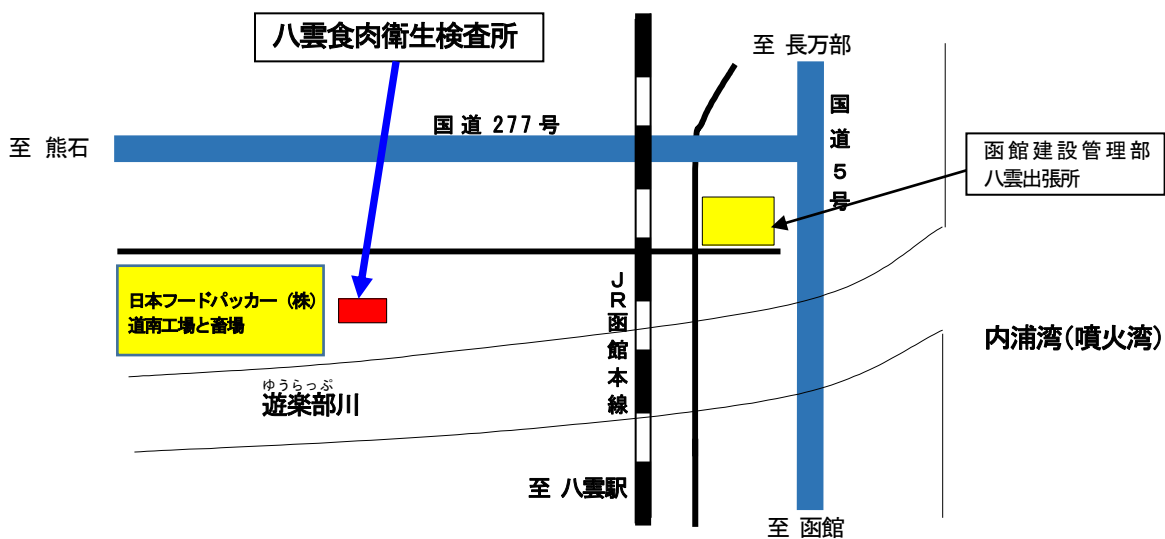 八雲食肉衛生検査所
至 長万部
国道 277 号
至 熊石
国道5号
函館建設管理部
八雲出張所
日本フードパッカー (株)
道南工場と畜場
JR函館本線
内浦湾(噴火湾)
ゆうらっぷ
遊楽部川
至 八雲駅
至 函館